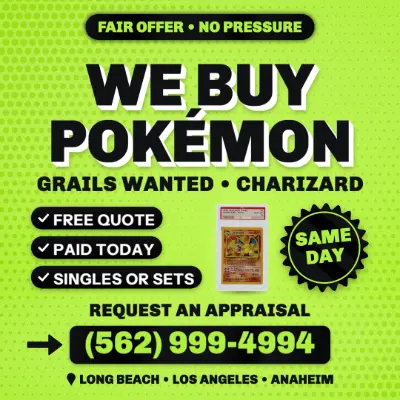 FAIR OFFER • NO PRESSURE
WE BUY
POKÉMON
GRAILS WANTED • CHARIZARD
✓ FREE QUOTE
✓ PAID TODAY
✓ SINGLES OR SETS
SAME
DAY
REQUEST AN APPRAISAL
(562) 999-4994
LONG BEACH • LOS ANGELES • ANAHEIM